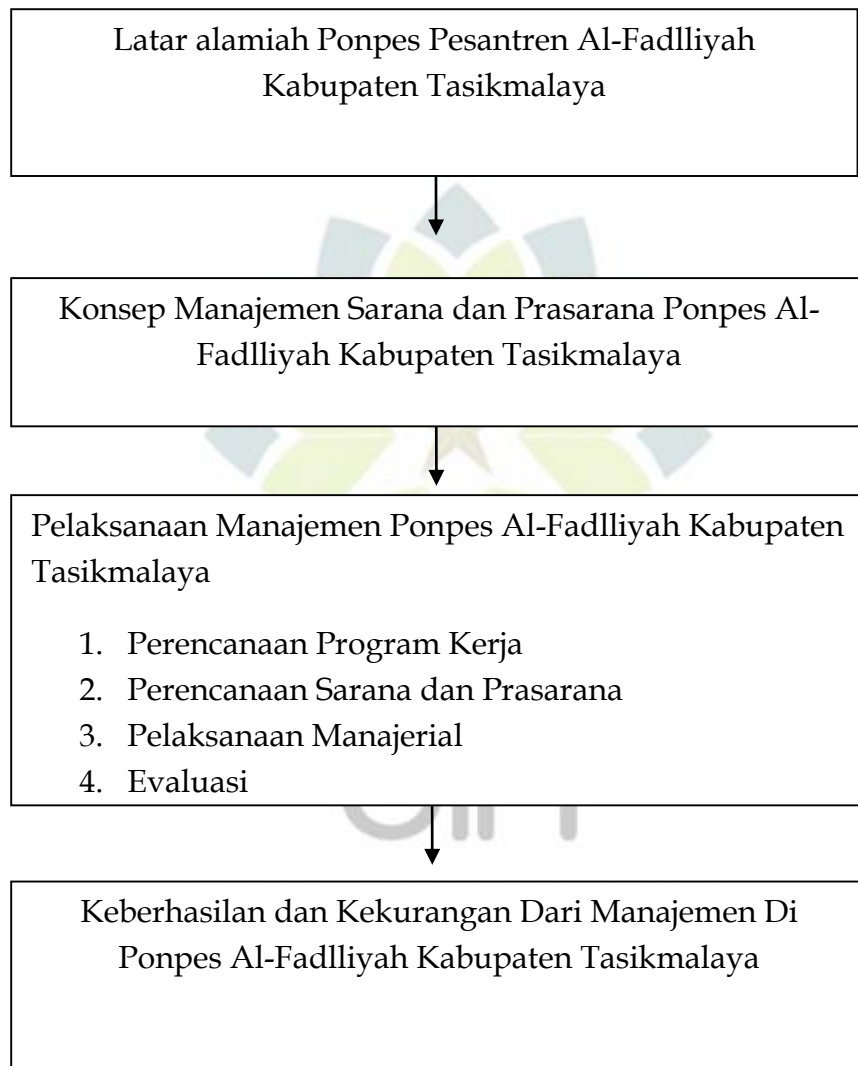 Latar alamiah Ponpes Pesantren Al-Fadlliyah
Kabupaten Tasikmalaya
Konsep Manajemen Sarana dan Prasarana Ponpes Al-
Fadlliyah Kabupaten Tasikmalaya
Pelaksanaan Manajemen Ponpes Al-Fadlliyah Kabupaten
Tasikmalaya
1. Perencanaan Program Kerja
2. Perencanaan Sarana dan Prasarana
3. Pelaksanaan Manajerial
4. Evaluasi
Keberhasilan dan Kekurangan Dari Manajemen Di
Ponpes Al-Fadlliyah Kabupaten Tasikmalaya